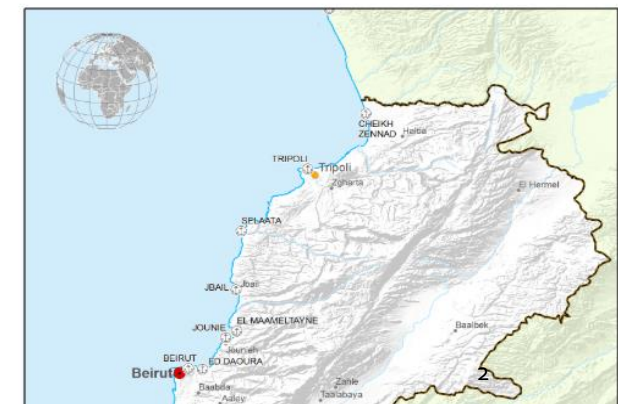 CHEIKH
ZENNAD
Halba
TRIPOLI
Tripoli
Zgharta
El Hermel
SELAATA
JBAIL
Jbail
EL MAAMELTAYNE
JOUNIE
Jounieh
Baalbek
BEIRUT
ED DAOURA
Beirut
2
Baabda
Zahle
Aaley
Taalabaya